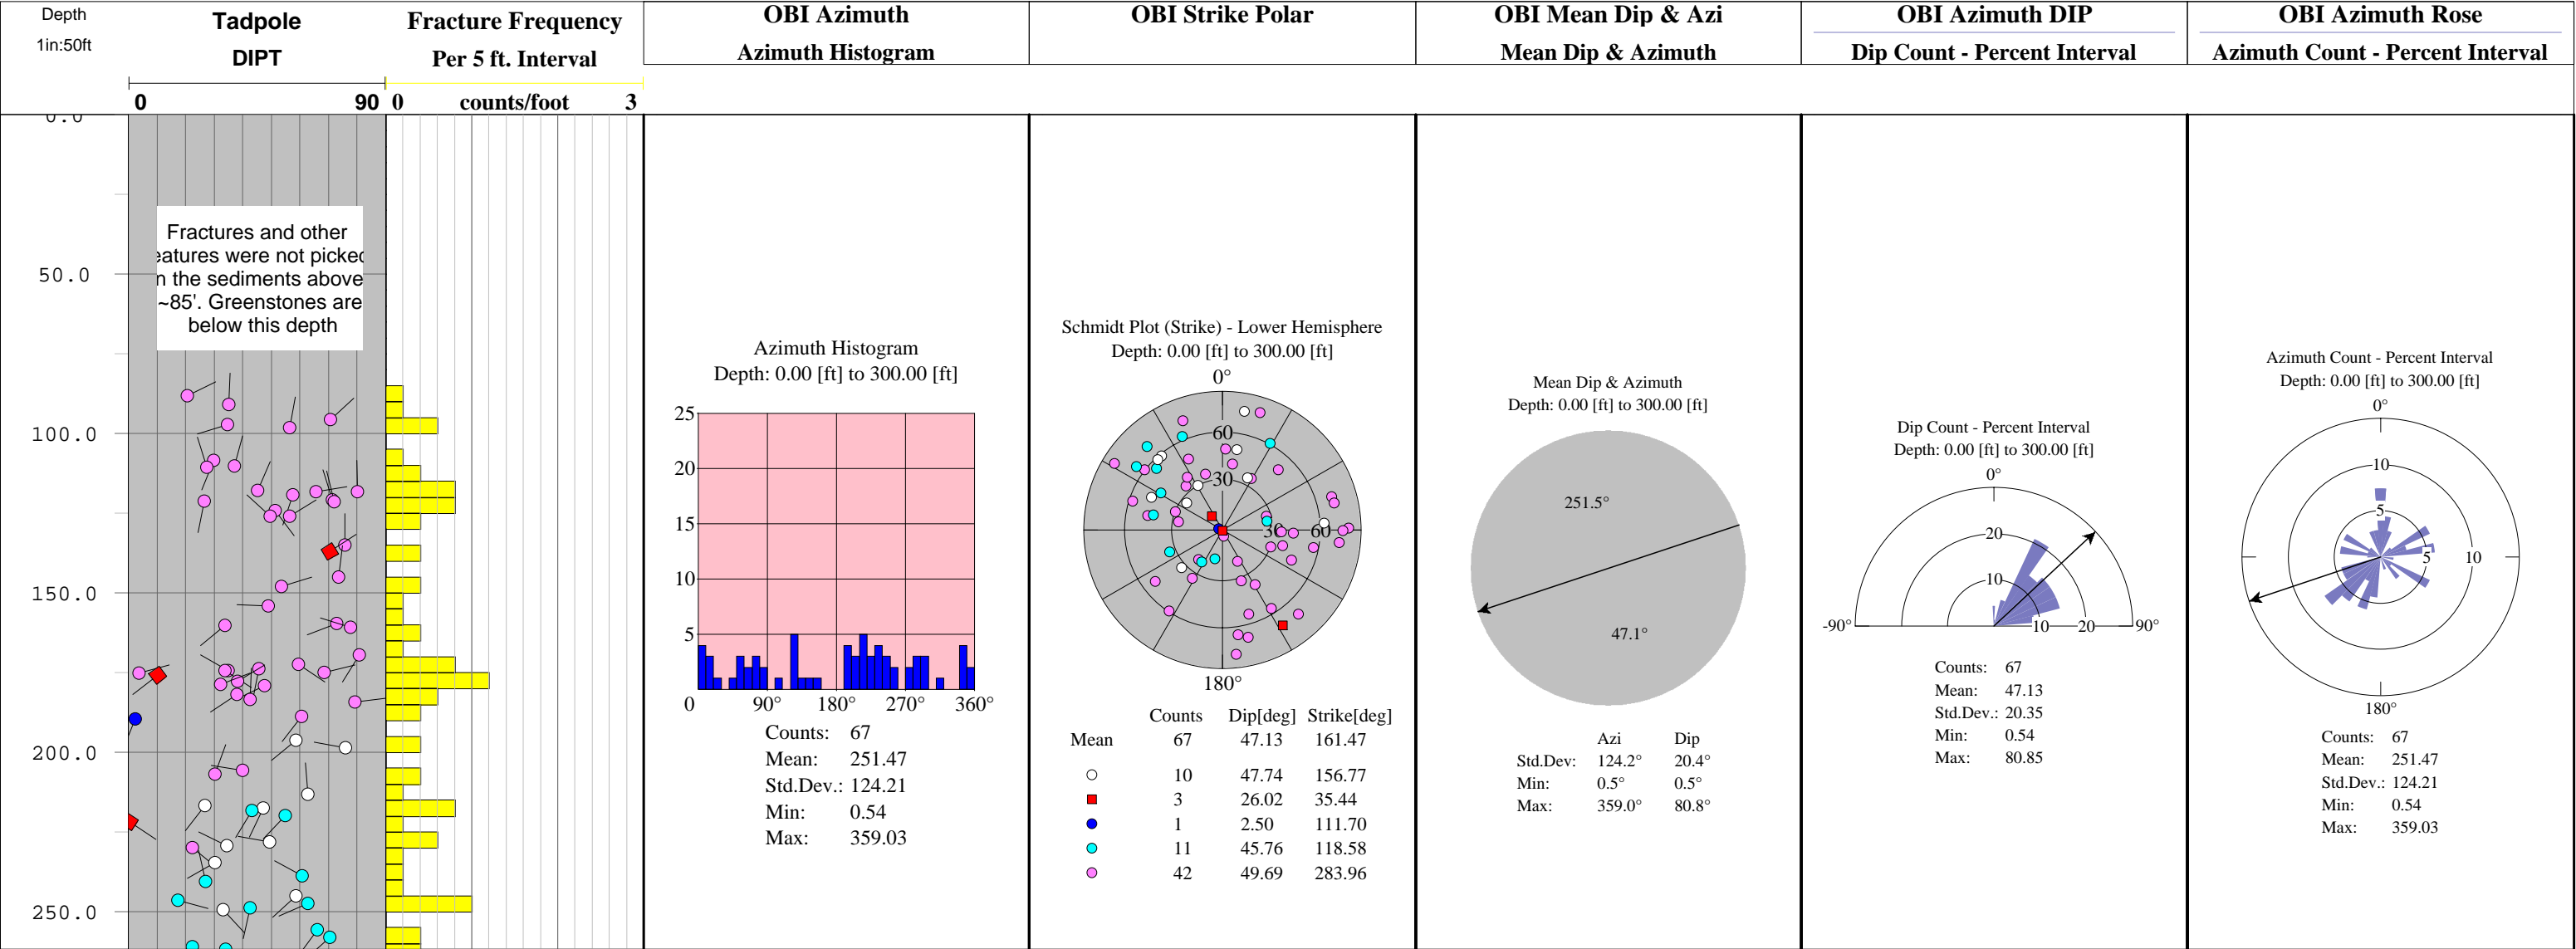 Depth
1in:50ft
Tadpole
DIPT
0 90
Fracture Frequency
Per 5 ft. Interval
0 counts/foot 3
OBI Azimuth
Azimuth Histogram
OBI Strike Polar
OBI Mean Dip & Azi
Mean Dip & Azimuth
OBI Azimuth DIP
Dip Count - Percent Interval
OBI Azimuth Rose
Azimuth Count - Percent Interval
0.0
50.0
100.0
150.0
200.0
250.0
Fractures and other
eatures were not picked
n the sediments above
~85'. Greenstones are
below this depth
Azimuth Histogram
Depth: 0.00 [ft] to 300.00 [ft]
25
20
15
10
5
0 90° 180° 270° 360°
Counts: 67
Mean: 251.47
Std.Dev.: 124.21
Min: 0.54
Max: 359.03
Schmidt Plot (Strike) - Lower Hemisphere
Depth: 0.00 [ft] to 300.00 [ft]
0°
60
30
30 60
180°
Counts Dip[deg] Strike[deg]
Mean 67 47.13 161.47
10 47.74 156.77
3 26.02 35.44
1 2.50 111.70
11 45.76 118.58
42 49.69 283.96
Mean Dip & Azimuth
Depth: 0.00 [ft] to 300.00 [ft]
251.5°
47.1°
Azi Dip
Std.Dev: 124.2° 20.4°
Min: 0.5° 0.5°
Max: 359.0° 80.8°
Dip Count - Percent Interval
Depth: 0.00 [ft] to 300.00 [ft]
0°
20
10
-90° 10 20 90°
Counts: 67
Mean: 47.13
Std.Dev.: 20.35
Min: 0.54
Max: 80.85
Azimuth Count - Percent Interval
Depth: 0.00 [ft] to 300.00 [ft]
0°
10
5
5 10
180°
Counts: 67
Mean: 251.47
Std.Dev.: 124.21
Min: 0.54
Max: 359.03